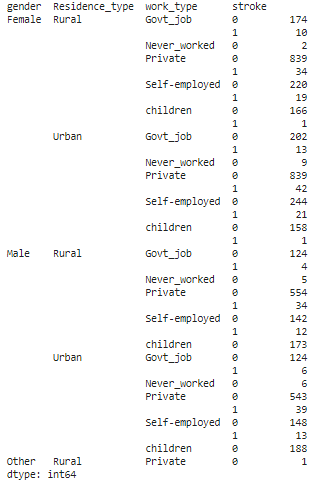 gender  Residence_type  work_type      stroke
Female  Rural           Govt_job       0         174
                                       1          10
                        Never_worked   0           2
                        Private        0         839
                                       1          34
                        Self-employed  0         220
                                       1          19
                        children       0         166
                                       1           1
        Urban           Govt_job       0         202
                                       1          13
                        Never_worked   0           9
                        Private        0         839
                                       1          42
                        Self-employed  0         244
                                       1          21
                        children       0         158
                                       1           1
Male    Rural           Govt_job       0         124
                                       1           4
                        Never_worked   0           5
                        Private        0         554
                                       1          34
                        Self-employed  0         142
                                       1          12
                        children       0         173
        Urban           Govt_job       0         124
                                       1           6
                        Never_worked   0           6
                        Private        0         543
                                       1          39
                        Self-employed  0         148
                                       1          13
                        children       0         188
Other   Rural           Private        0           1
dtype: int64